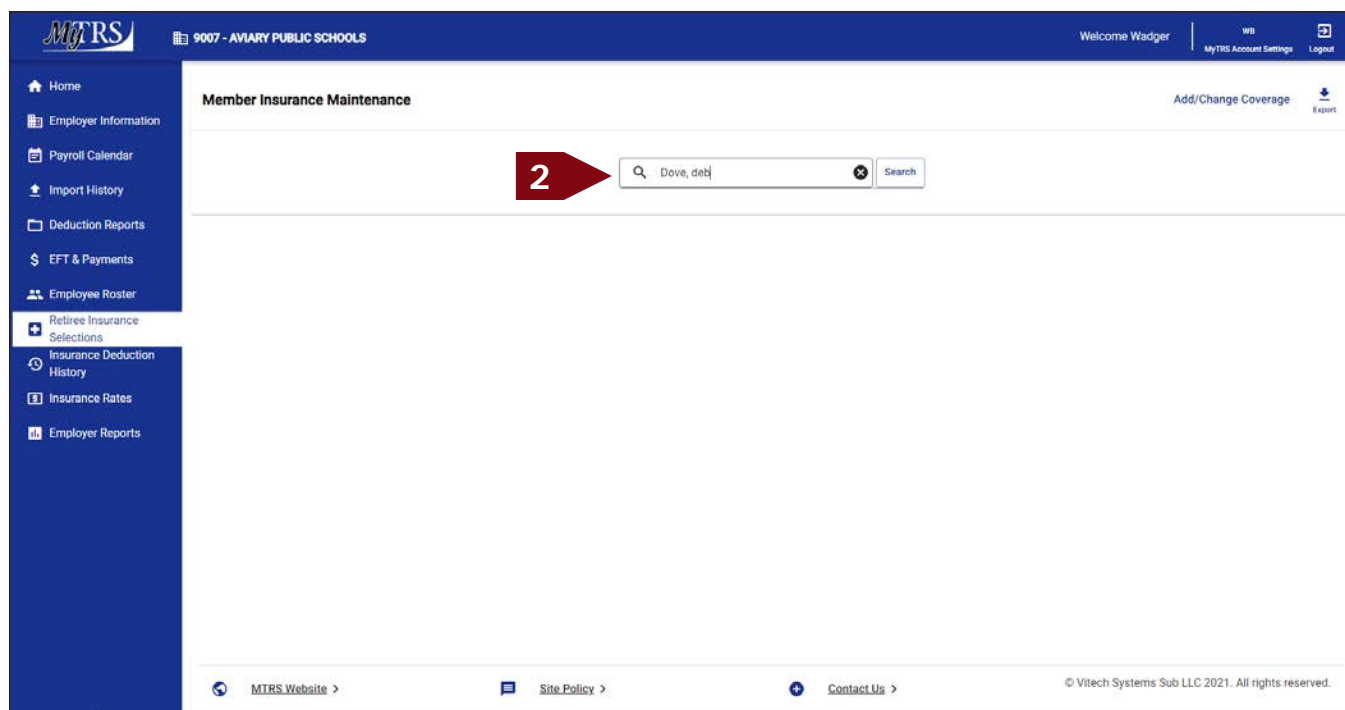 MyTRS
9007 - AVIARY PUBLIC SCHOOLS
Welcome Wadger
WB
MyTRS Account Settings
Logout
Home
Employer Information
Payroll Calendar
Import History
Deduction Reports
EFT & Payments
Employee Roster
Retiree Insurance
Selections
Insurance Deduction
History
Insurance Rates
Employer Reports
Member Insurance Maintenance
Add/Change Coverage
Export
2
Dove, deb
Search
MTRS Website >
Site Policy >
Contact Us >
© Vitech Systems Sub LLC 2021. All rights reserved.